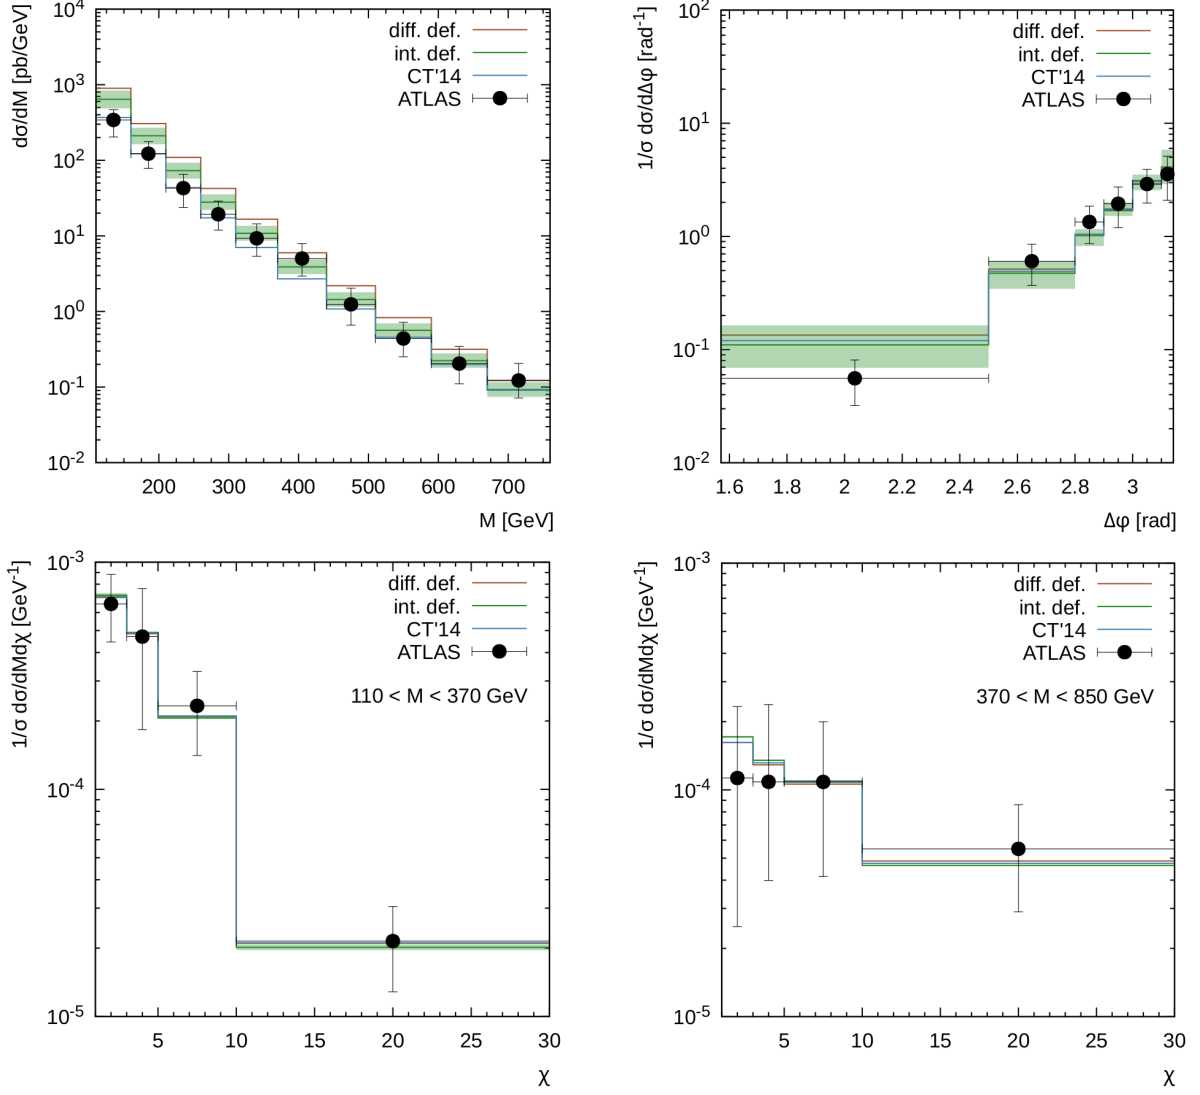 dσ/dM [pb/GeV]
10^4
10^3
10^2
10^1
10^0
10^-1
10^-2
diff. def.
int. def.
CT'14
ATLAS
200 300 400 500 600 700
M [GeV]
1/σ dσ/dΔφ [rad^-1]
10^2
10^1
10^0
10^-1
10^-2
diff. def.
int. def.
CT'14
ATLAS
1.6 1.8 2 2.2 2.4 2.6 2.8 3
Δφ [rad]
1/σ dσ/dMdχ [GeV^-1]
10^-3
10^-4
10^-5
diff. def.
int. def.
CT'14
ATLAS
110 < M < 370 GeV
5 10 15 20 25 30
χ
1/σ dσ/dMdχ [GeV^-1]
10^-3
10^-4
10^-5
diff. def.
int. def.
CT'14
ATLAS
370 < M < 850 GeV
5 10 15 20 25 30
χ